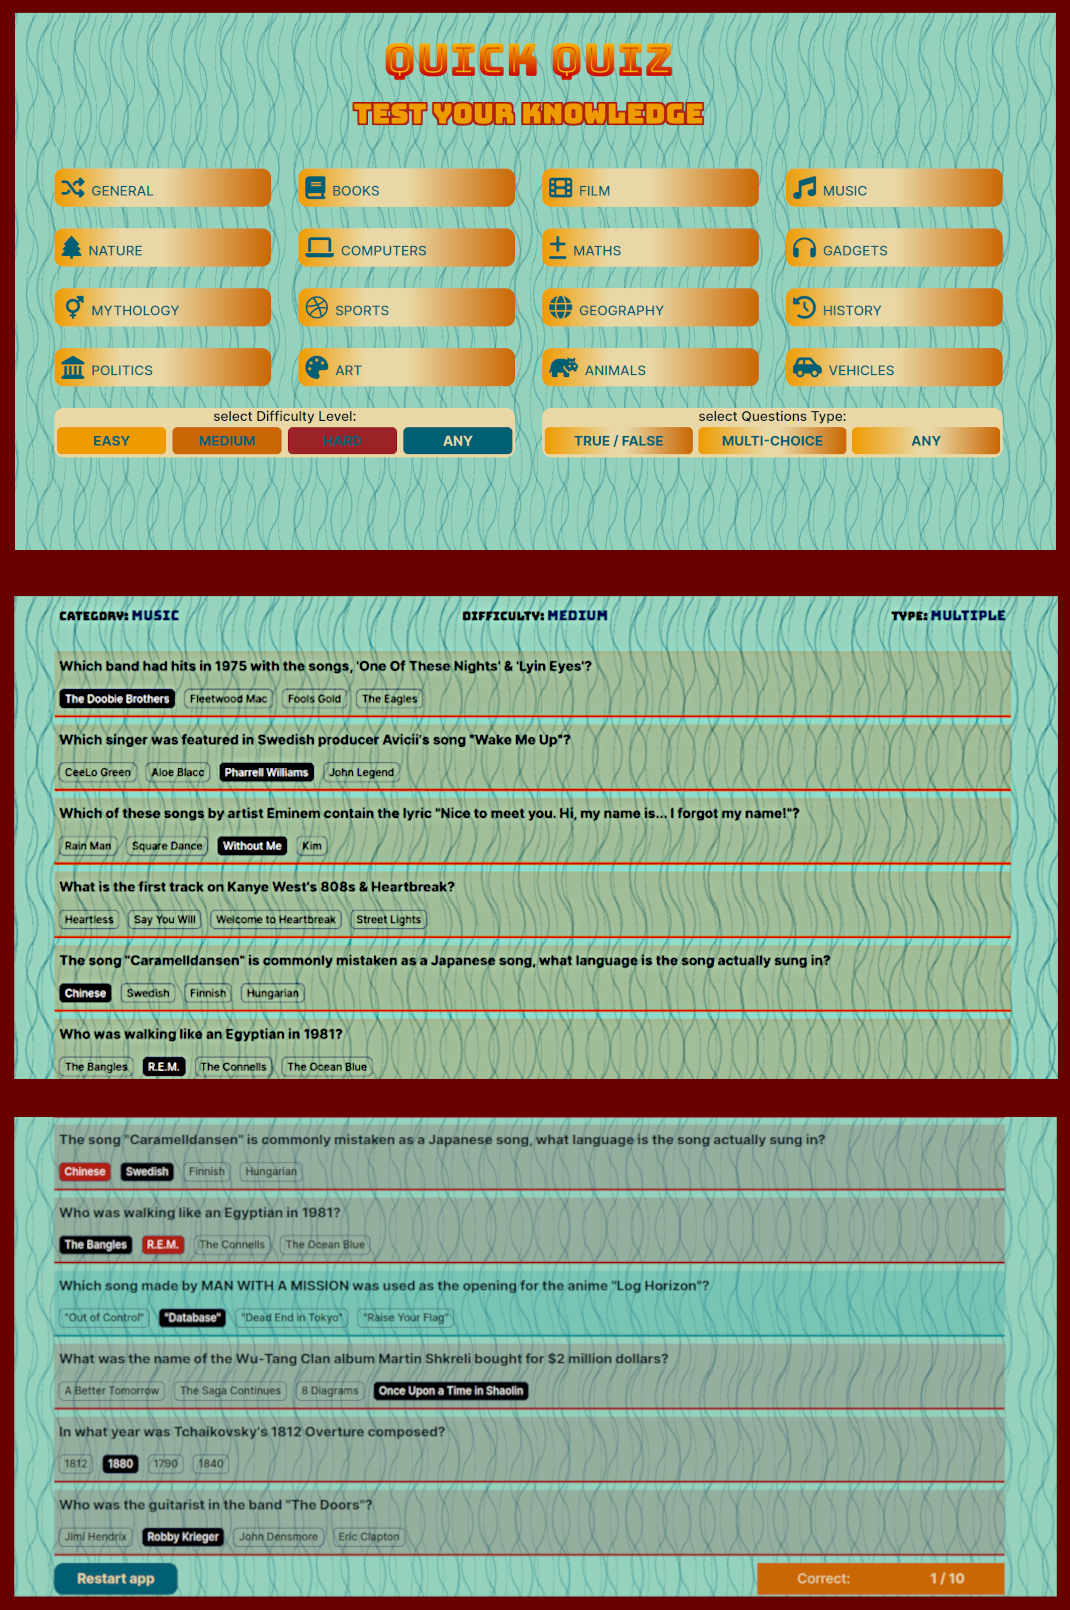 QUICK QUIZ
TEST YOUR KNOWLEDGE
GENERAL BOOKS FILM MUSIC
NATURE COMPUTERS MATHS GADGETS
MYTHOLOGY SPORTS GEOGRAPHY HISTORY
POLITICS ART ANIMALS VEHICLES
select Difficulty Level: select Questions Type:
EASY MEDIUM HARD ANY TRUE / FALSE MULTI-CHOICE ANY
CATEGORY: MUSIC DIFFICULTY: MEDIUM TYPE: MULTIPLE
Which band had hits in 1975 with the songs, 'One Of These Nights' & 'Lyin Eyes'?
The Doobie Brothers Fleetwood Mac Fools Gold The Eagles
Which singer was featured in Swedish producer Avicii's song "Wake Me Up"?
CeeLo Green Aloe Blacc Pharrell Williams John Legend
Which of these songs by artist Eminem contain the lyric "Nice to meet you. Hi, my name is... I forgot my name!"?
Rain Man Square Dance Without Me Kim
What is the first track on Kanye West's 808s & Heartbreak?
Heartless Say You Will Welcome to Heartbreak Street Lights
The song "Caramelldansen" is commonly mistaken as a Japanese song, what language is the song actually sung in?
Chinese Swedish Finnish Hungarian
Who was walking like an Egyptian in 1981?
The Bangles R.E.M. The Connells The Ocean Blue
The song "Caramelldansen" is commonly mistaken as a Japanese song, what language is the song actually sung in?
Chinese Swedish Finnish Hungarian
Who was walking like an Egyptian in 1981?
The Bangles R.E.M. The Connells The Ocean Blue
Which song made by MAN WITH A MISSION was used as the opening for the anime "Log Horizon"?
"Out of Control" "Database" "Dead End in Tokyo" "Raise Your Flag"
What was the name of the Wu-Tang Clan album Martin Shkreli bought for $2 million dollars?
A Better Tomorrow The Saga Continues 8 Diagrams Once Upon a Time in Shaolin
In what year was Tchaikovsky's 1812 Overture composed?
1812 1880 1790 1840
Who was the guitarist in the band "The Doors"?
Jimi Hendrix Robby Krieger John Densmore Eric Clapton
Restart app Correct: 1 / 10